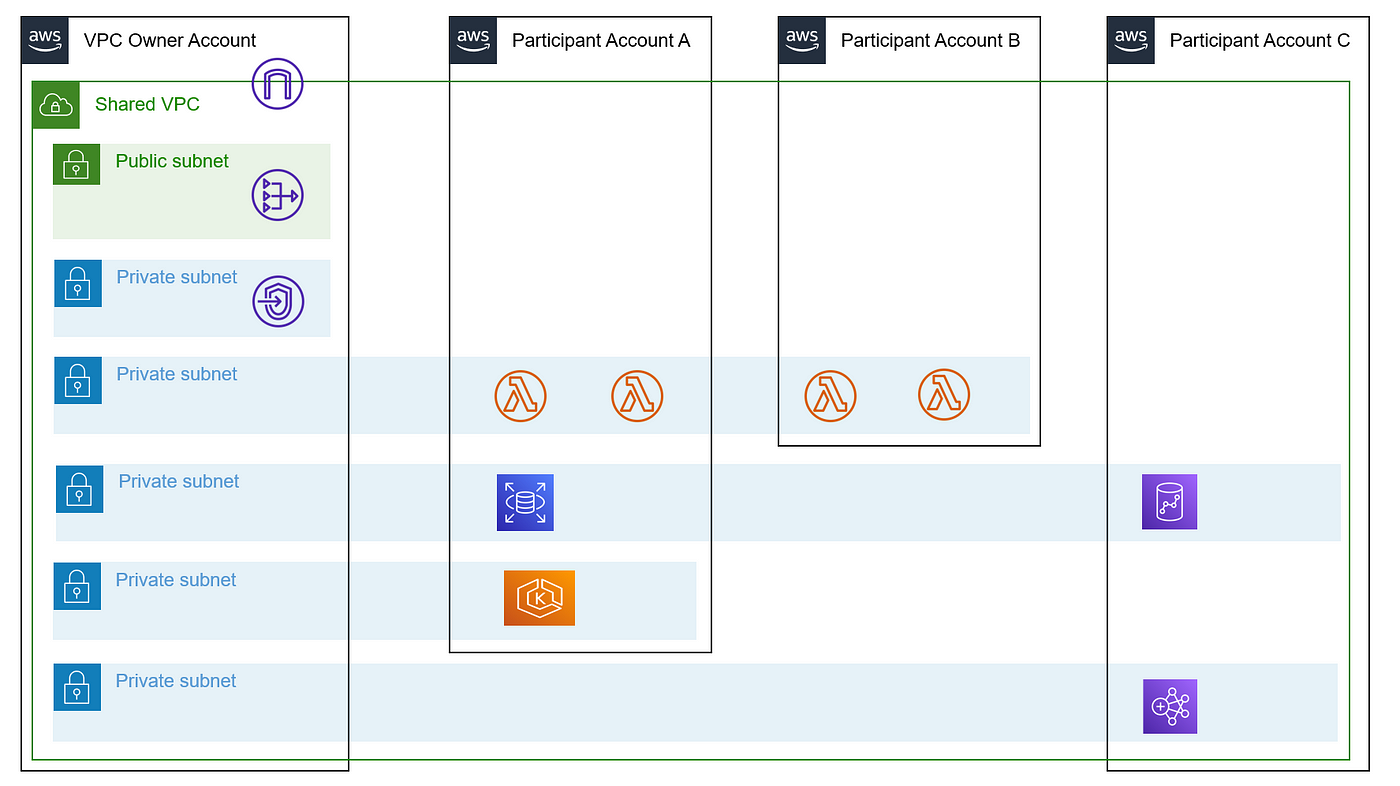 aws
VPC Owner Account
aws
Participant Account A
aws
Participant Account B
aws
Participant Account C
Shared VPC
Public subnet
Private subnet
Private subnet
Private subnet
Private subnet
K
Private subnet